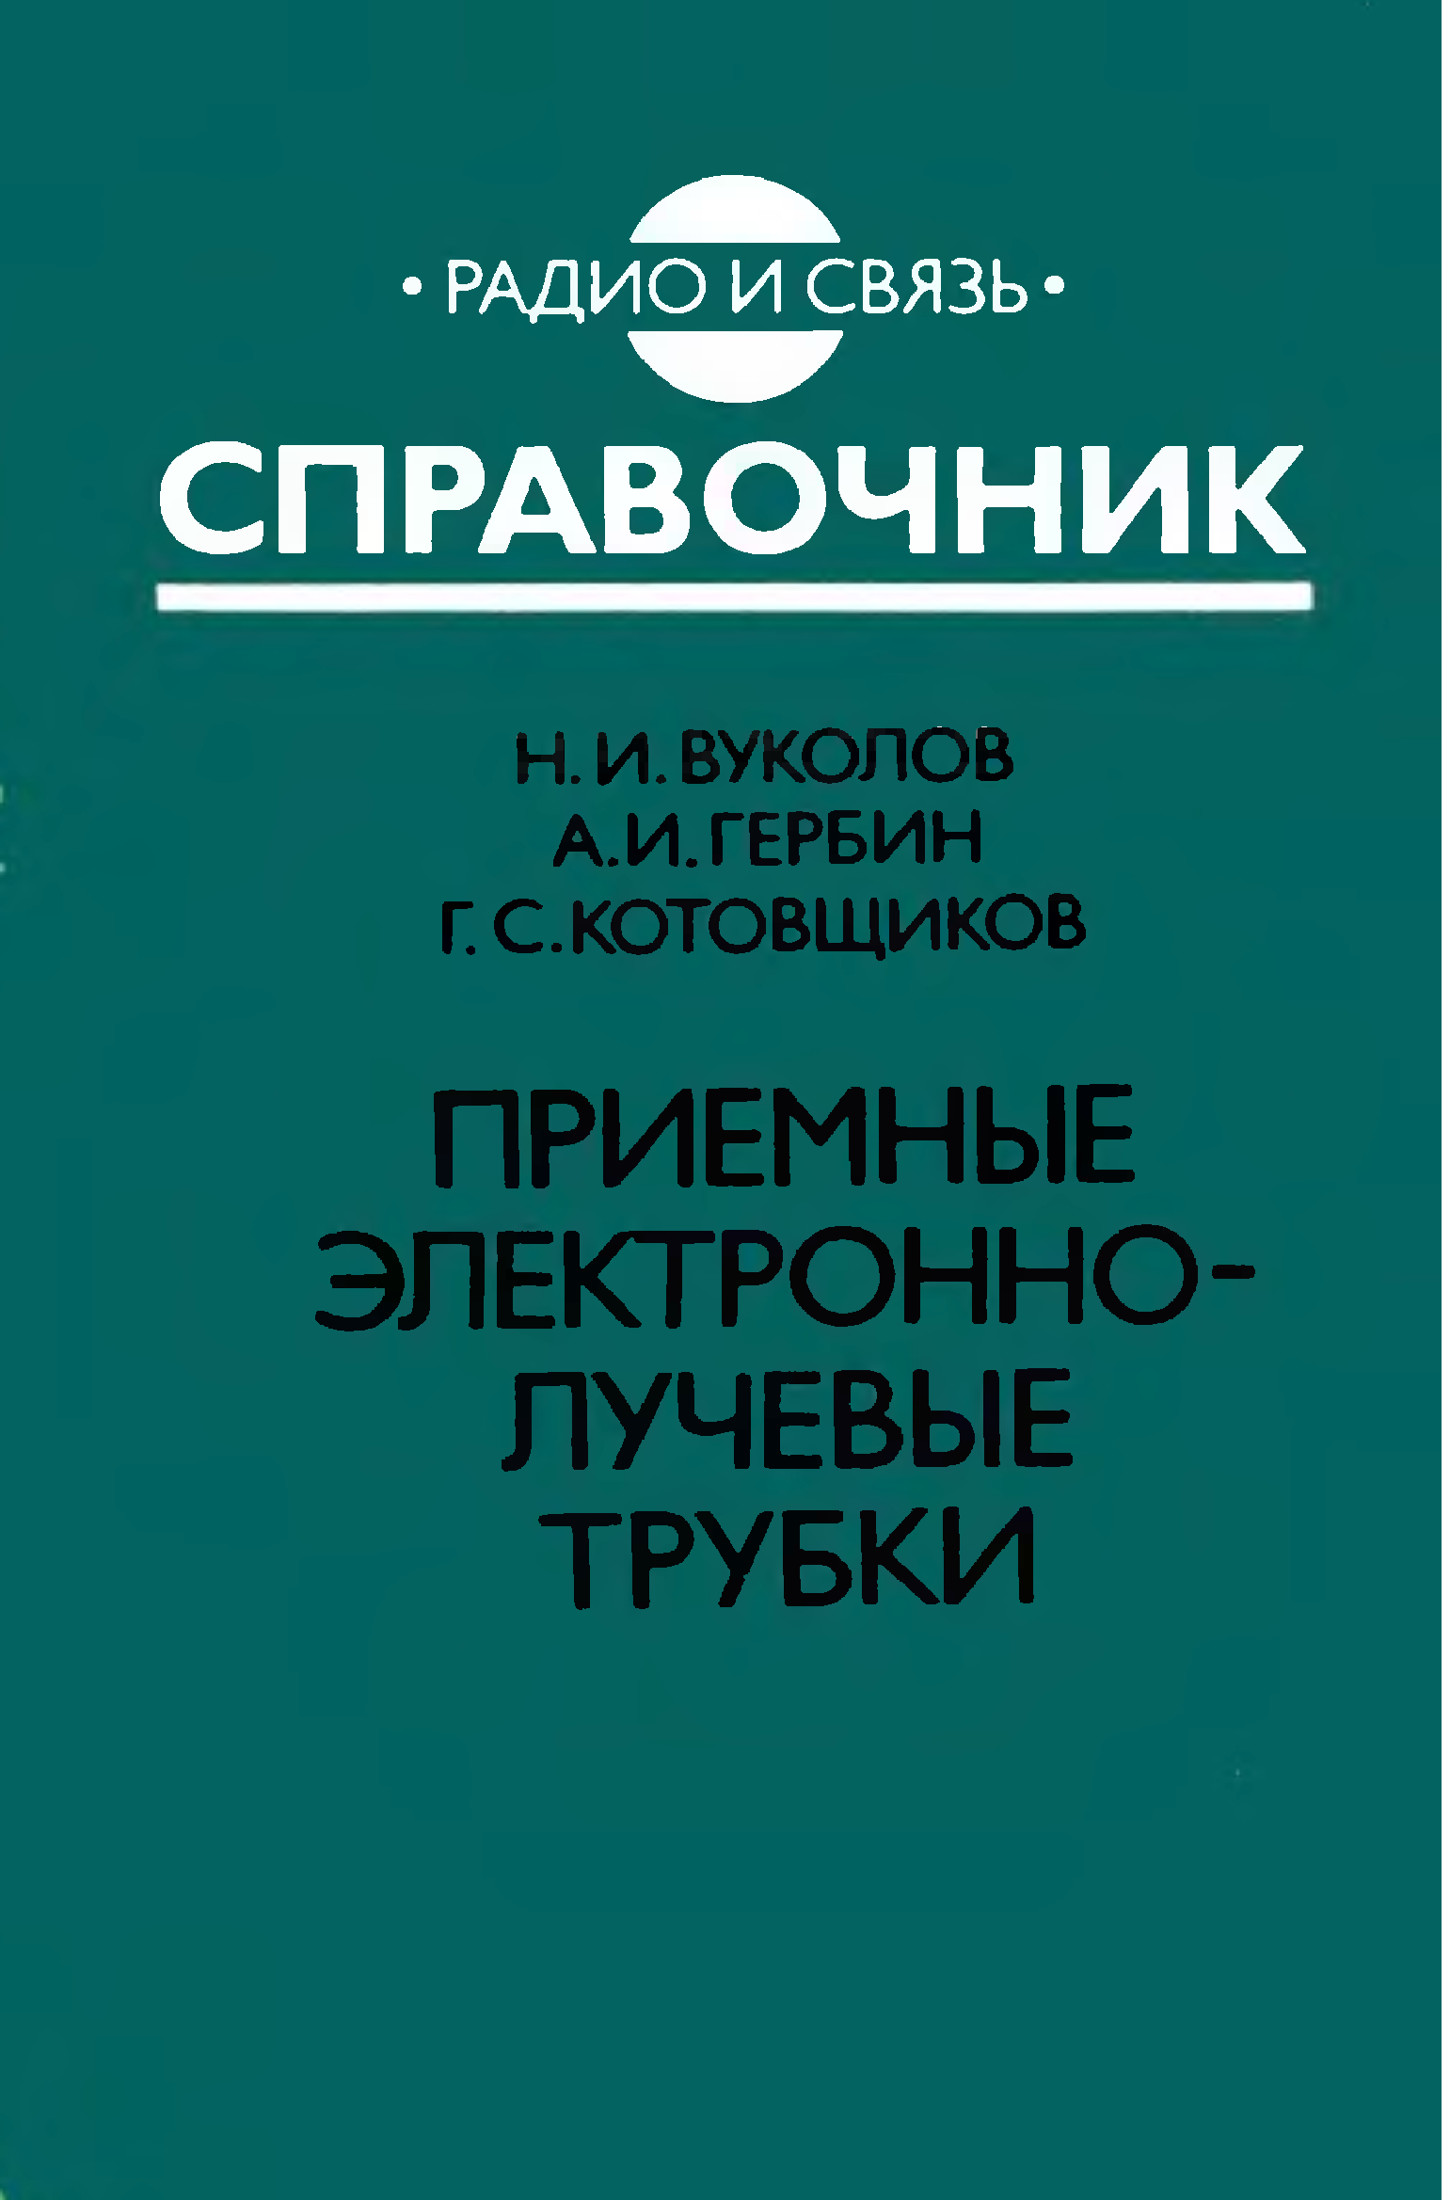 • РАДИО И СВЯЗЬ •
СПРАВОЧНИК
Н. И. ВУКОЛОВ
А. И. ГЕРБИН
Г. С. КОТОВЩИКОВ
ПРИЕМНЫЕ
ЭЛЕКТРОННО-
ЛУЧЕВЫЕ
ТРУБКИ